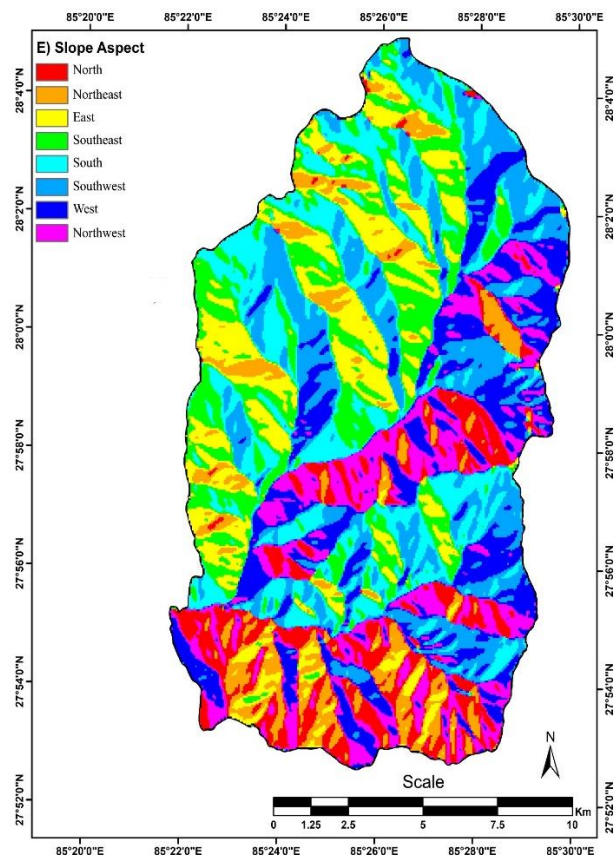 85°20'0"E 85°22'0"E 85°24'0"E 85°26'0"E 85°28'0"E 85°30'0"E
E) Slope Aspect
North
Northeast
East
Southeast
South
Southwest
West
Northwest
28°4'0"N
28°2'0"N
28°0'0"N
27°58'0"N
27°56'0"N
27°54'0"N
27°52'0"N
28°4'0"N
28°2'0"N
28°0'0"N
27°58'0"N
27°56'0"N
27°54'0"N
27°52'0"N
N
Scale
Km
0 1.25 2.5 5 7.5 10
85°20'0"E 85°22'0"E 85°24'0"E 85°26'0"E 85°28'0"E 85°30'0"E